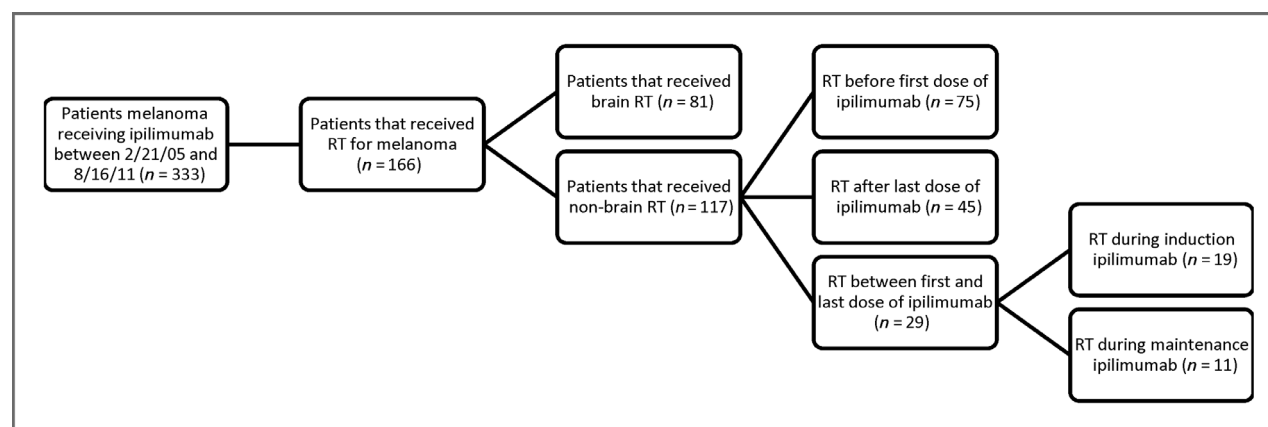 Patients melanoma
receiving ipilimumab
between 2/21/05 and
8/16/11 (n = 333)
Patients that received
RT for melanoma
(n = 166)
Patients that received
brain RT (n = 81)
Patients that received
non-brain RT (n = 117)
RT before first dose of
ipilimumab (n = 75)
RT after last dose of
ipilimumab (n = 45)
RT between first and
last dose of ipilimumab
(n = 29)
RT during induction
ipilimumab (n = 19)
RT during maintenance
ipilimumab (n = 11)